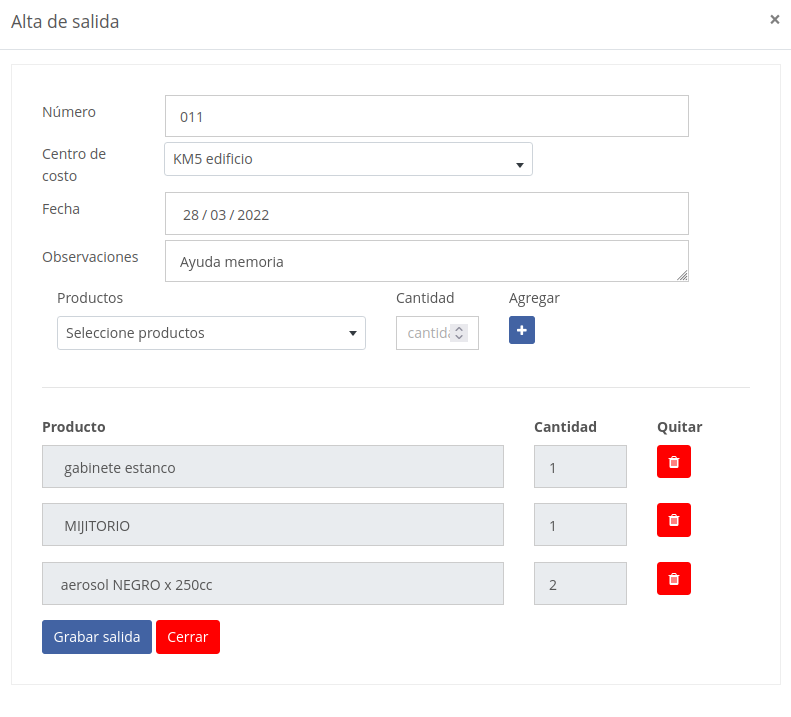 Alta de salida ×
Número 011
Centro de costo KM5 edificio
Fecha 28 / 03 / 2022
Observaciones Ayuda memoria
Productos Cantidad Agregar
Seleccione productos cantid +
Producto Cantidad Quitar
gabinete estanco 1
MIJITORIO 1
aerosol NEGRO x 250cc 2
Grabar salida Cerrar